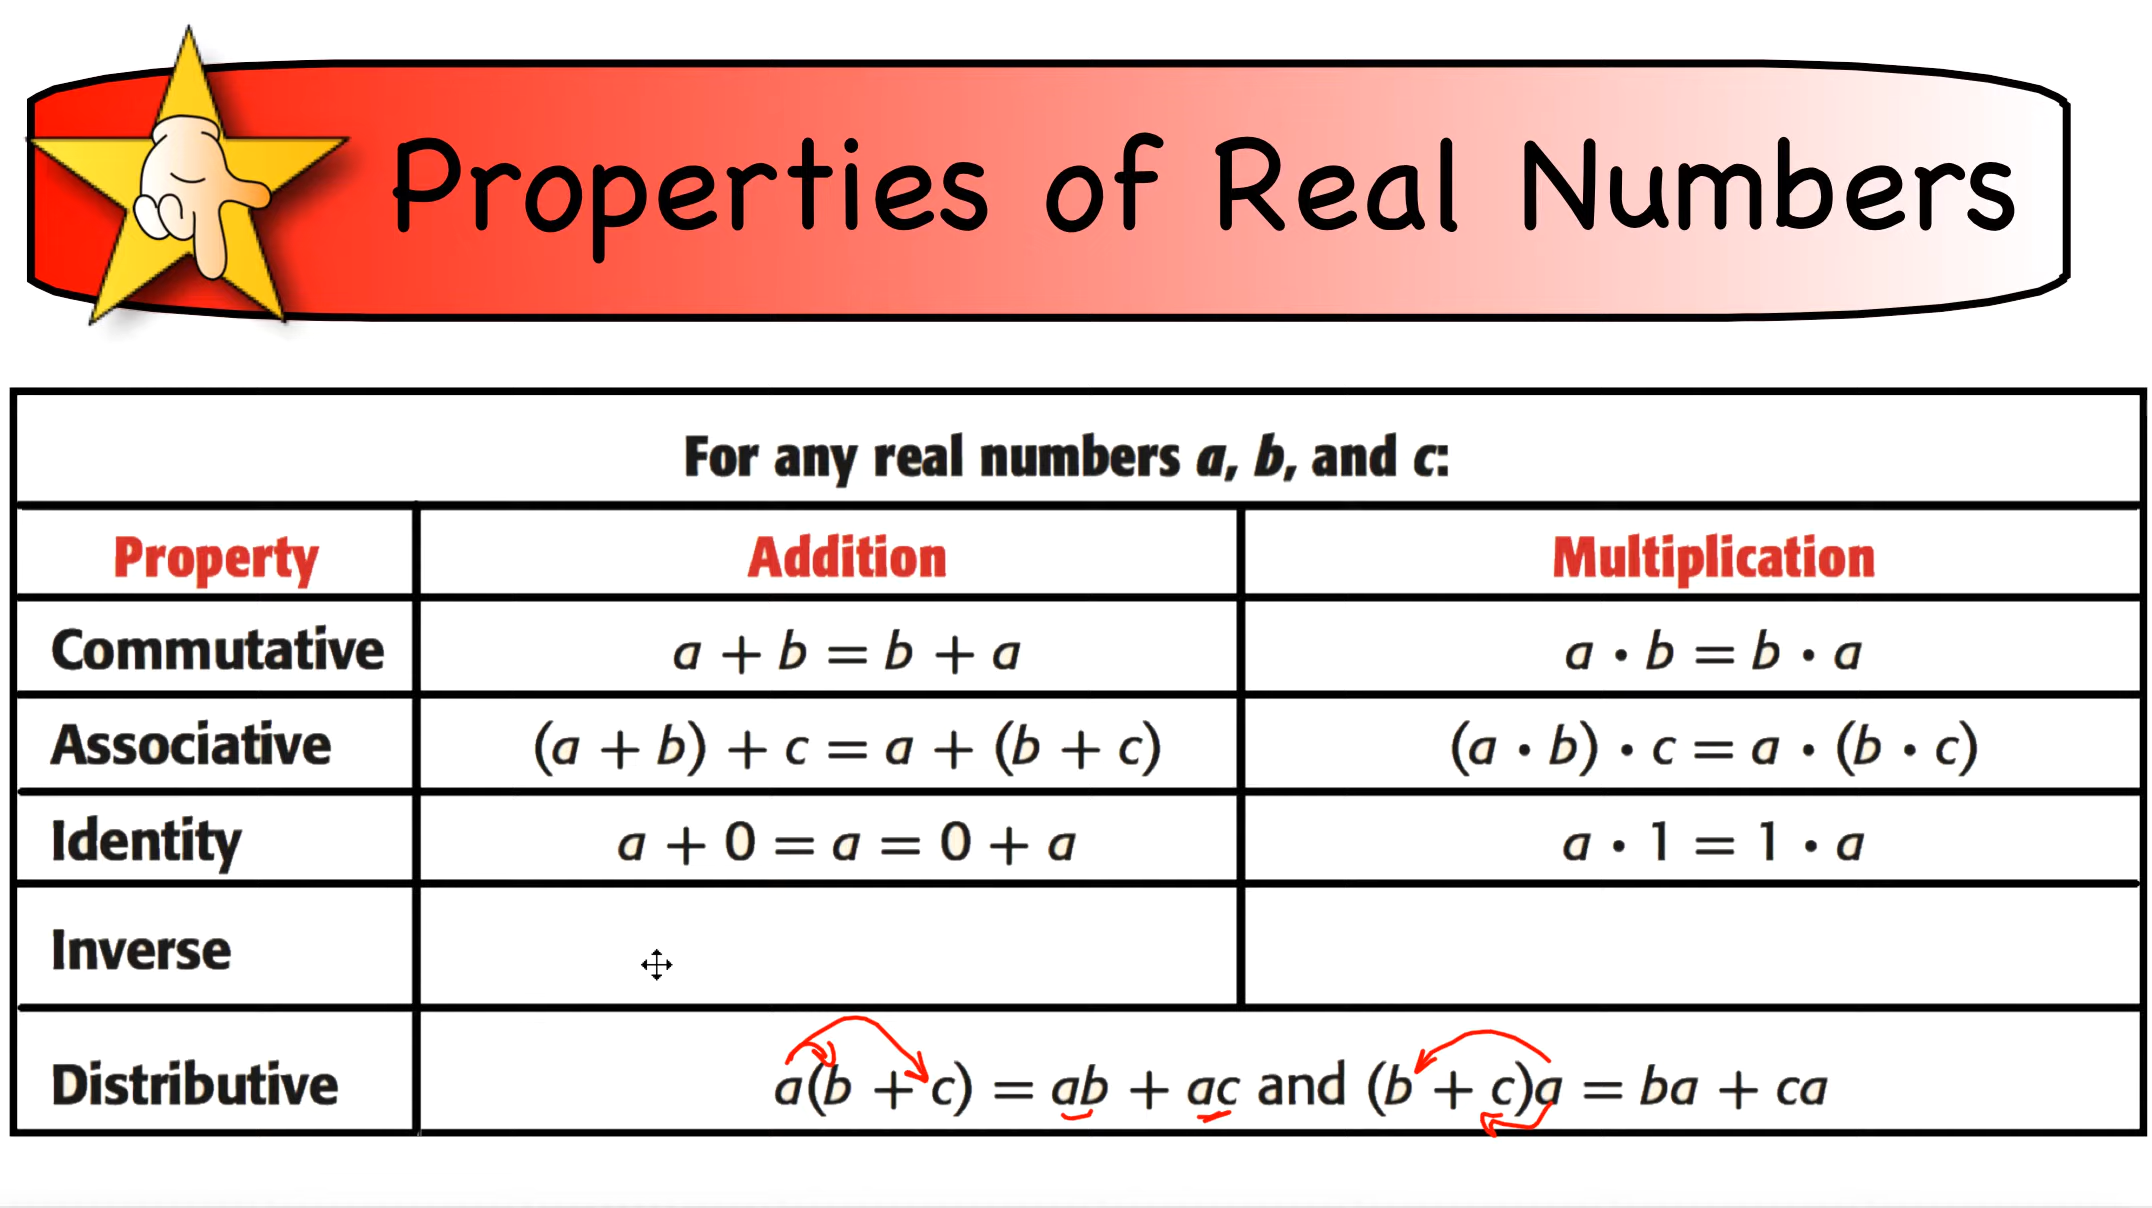 Properties of Real Numbers
For any real numbers a, b, and c:
Property Addition Multiplication
Commutative a + b = b + a a · b = b · a
Associative (a + b) + c = a + (b + c) (a · b) · c = a · (b · c)
Identity a + 0 = a = 0 + a a · 1 = 1 · a
Inverse
Distributive a(b + c) = ab + ac and (b + c)a = ba + ca